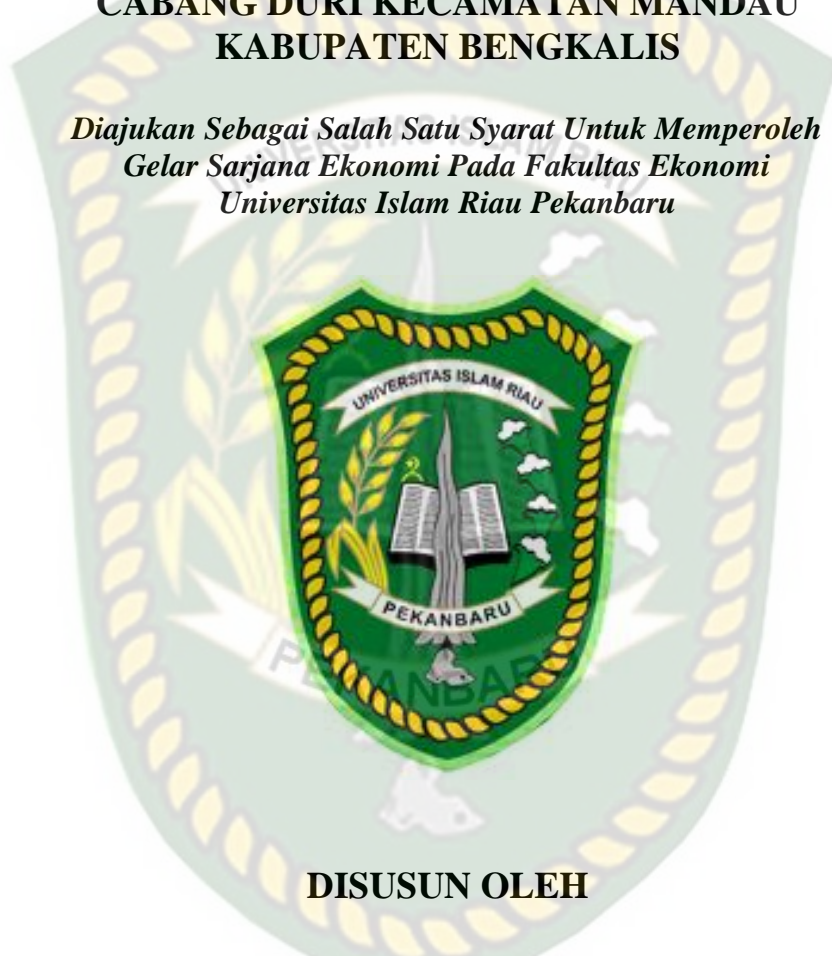 CABANG DURI KECAMATAN MANDAU
KABUPATEN BENGKALIS
Diajukan Sebagai Salah Satu Syarat Untuk Memperoleh
Gelar Sarjana Ekonomi Pada Fakultas Ekonomi
Universitas Islam Riau Pekanbaru
UNIVERSITAS ISLAM RIAU
PEKANBARU
DISUSUN OLEH